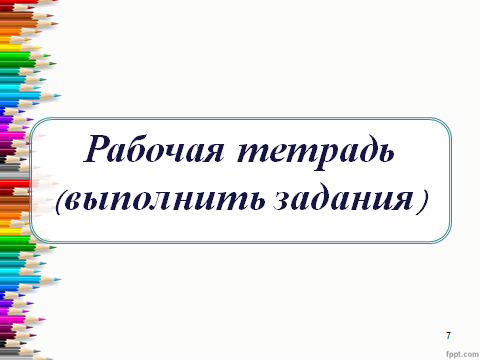 Рабочая тетрадь
(выполнить задания)
7
fppt.com